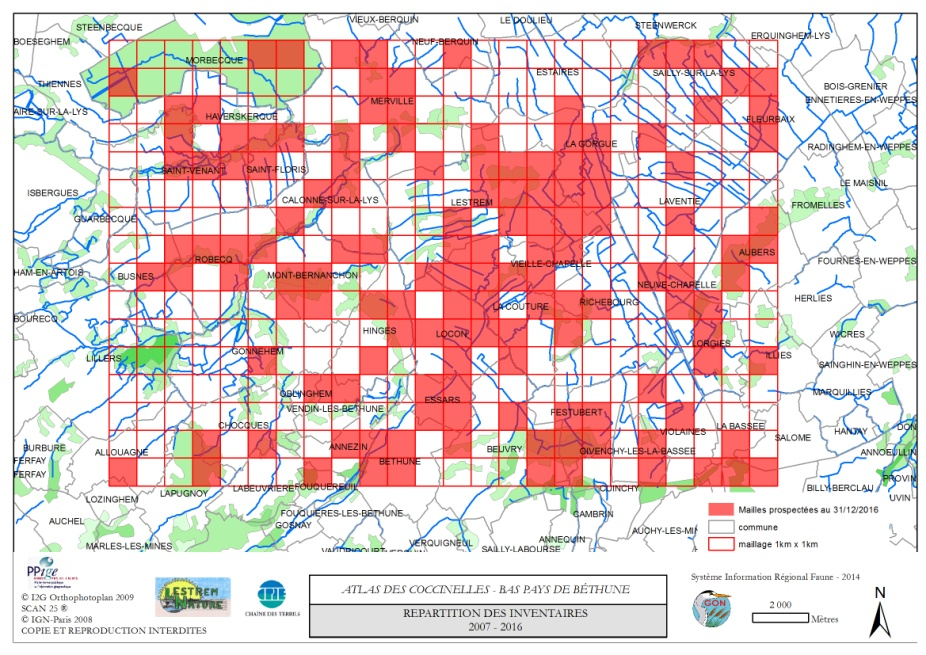 STEENBECQUE
VIEUX-BERQUIN
LE DOULIEU
STEENWERCK
ERQUINGHEM-LYS
BOESEGHEM
NEUF-BERQUIN
MORBECQUE
ESTAIRES
SAILLY-SUR-LA-LYS
THIENNES
BOIS-GRENIER
ENNETIERES-EN-WEPPES
MERVILLE
AIRE-SUR-LA-LYS
HAVERSKERQUE
FLEURBAIX
LA GORGUE
RADINGHEM-EN-WEPPES
SAINT-VENANT
SAINT-FLORIS
LE MAISNIL
ISBERGUES
CALONNE-SUR-LA-LYS
LESTREM
LAVENTIE
FROMELLES
GUARBECQUE
AUBERS
ROBECQ
VIEILLE-CHAPELLE
FOURNES-EN-WEPPES
HAM-EN-ARTOIS
BUSNES
MONT-BERNANCHON
NEUVE-CHAPELLE
HERLIES
RICHEBOURG
LA COUTURE
BOURECQ
HINGES
LOCON
WICRES
LORGIES
ILLIES
LILLERS
GONNEHEM
SAINGHIN-EN-WEPPES
OBLINGHEM
MARQUILLIES
ESSARS
VENDIN-LES-BETHUNE
FESTUBERT
CHOCQUES
LA BASSEE
VIOLAINES
SALOME
HANTAY
DON
BURBURE
ALLOUAGNE
ANNEZIN
BEUVRY
GIVENCHY-LES-LA-BASSEE
ANNOEULLIN
FERFAY
BETHUNE
FERFAY
PROVIN
LABEUVRIERE
FOUQUEREUIL
CUINCHY
BILLY-BERCLAU
LAPUGNOY
LOZINGHEM
FOUQUIERES-LES-BETHUNE
CAMBRIN
AUCHEL
GOSNAY
AUCHY-LES-MI
VERQUIGNEUL
ANNEQUIN
MARLES-LES-MINES
SAILLY-LABOURSE
Mailles prospectées au 31/12/2016
commune
maillage 1km x 1km
PPige
© I2G Orthophotoplan 2009
SCAN 25 ®
© IGN-Paris 2008
COPIE ET REPRODUCTION INTERDITES
LESTREM
NATURE
CPIE
CHAÎNE DES TERRILS
ATLAS DES COCCINELLES - BAS PAYS DE BÉTHUNE
REPARTITION DES INVENTAIRES
2007 - 2016
Système Information Régional Faune - 2014
GON
2 000
Mètres
N